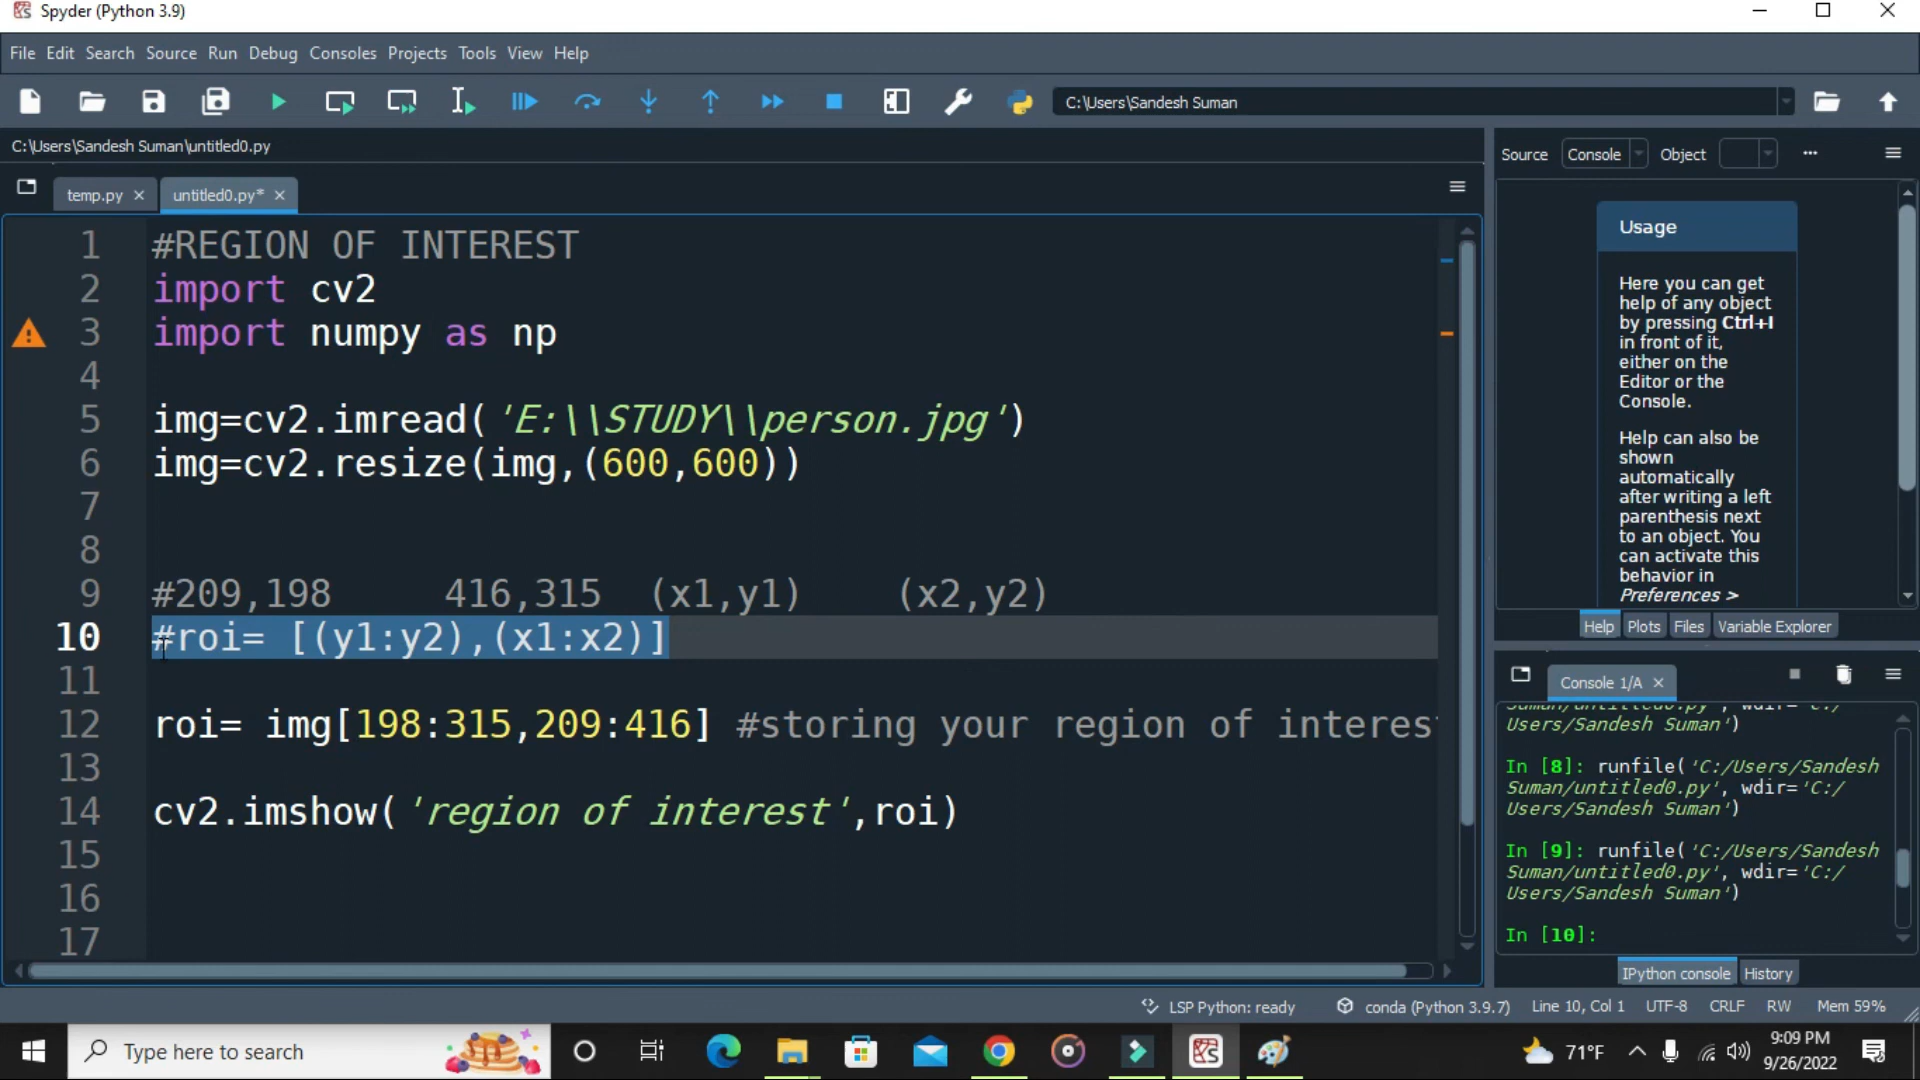 Spyder (Python 3.9)
File Edit Search Source Run Debug Consoles Projects Tools View Help
C:\Users\Sandesh Suman
C:\Users\Sandesh Suman\untitled0.py
temp.py
untitled0.py*
1 #REGION OF INTEREST
2 import cv2
3 import numpy as np
4
5 img=cv2.imread('E:\\STUDY\\person.jpg')
6 img=cv2.resize(img,(600,600))
7
8
9 #209,198     416,315  (x1,y1)    (x2,y2)
10 #roi= [(y1:y2),(x1:x2)]
11
12 roi= img[198:315,209:416] #storing your region of interes
13
14 cv2.imshow('region of interest',roi)
15
16
17
Source Console Object
Usage
Here you can get
help of any object
by pressing Ctrl+I
in front of it,
either on the
Editor or the
Console.
Help can also be
shown
automatically
after writing a left
parenthesis next
to an object. You
can activate this
behavior in
Preferences >
Help Plots Files Variable Explorer
Console 1/A
Suman/untitled0.py', wdir='C:/
Users/Sandesh Suman')
In [8]: runfile('C:/Users/Sandesh
Suman/untitled0.py', wdir='C:/
Users/Sandesh Suman')
In [9]: runfile('C:/Users/Sandesh
Suman/untitled0.py', wdir='C:/
Users/Sandesh Suman')
In [10]:
IPython console History
LSP Python: ready conda (Python 3.9.7) Line 10, Col 1 UTF-8 CRLF RW Mem 59%
Type here to search
71°F
9:09 PM
9/26/2022